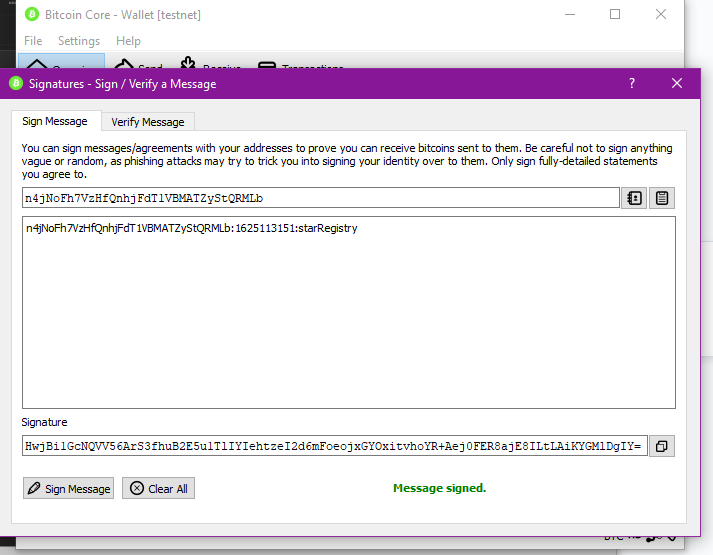 Bitcoin Core - Wallet [testnet]
File Settings Help
Send Receive Transactions
Signatures - Sign / Verify a Message
?
Sign Message Verify Message
You can sign messages/agreements with your addresses to prove you can receive bitcoins sent to them. Be careful not to sign anything
vague or random, as phishing attacks may try to trick you into signing your identity over to them. Only sign fully-detailed statements
you agree to.
n4jNoFh7VzHfQnhjFdT1VBMATZyStQRMLb
n4jNoFh7VzHfQnhjFdT1VBMATZyStQRMLb:1625113151:starRegistry
Signature
HwjBi1GcNQVV56ArS3fhuB2E5ulTlIYIehtzeI2d6mFoeojxGYOxitvhoYR+Aej0FER8ajE8ILtLAiKYGMlDgIY=
Sign Message Clear All Message signed.